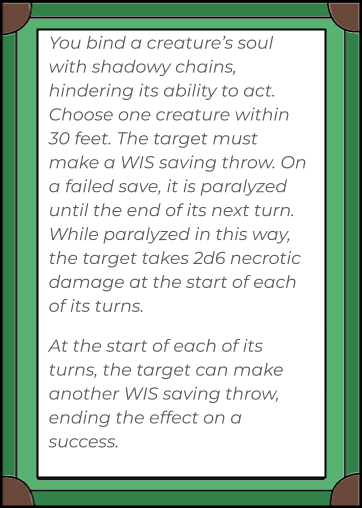 You bind a creature's soul
with shadowy chains,
hindering its ability to act.
Choose one creature within
30 feet. The target must
make a WIS saving throw. On
a failed save, it is paralyzed
until the end of its next turn.
While paralyzed in this way,
the target takes 2d6 necrotic
damage at the start of each
of its turns.
At the start of each of its
turns, the target can make
another WIS saving throw,
ending the effect on a
success.